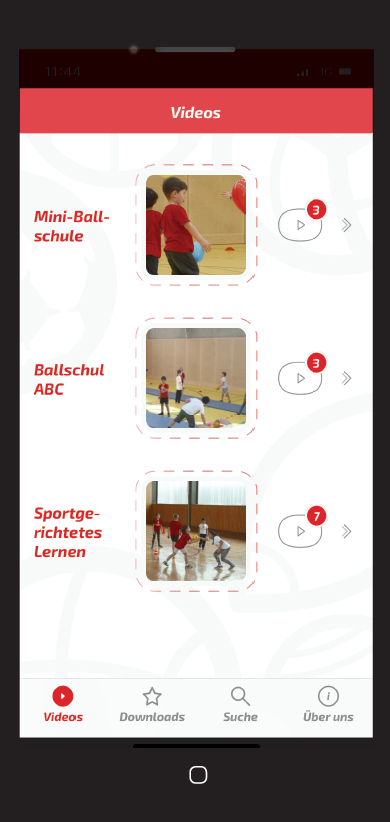 11:44
3G
Videos
Mini-Ball-
schule
3
Ballschul
ABC
3
Sportge-
richtetes
Lernen
7
Videos
Downloads
Suche
Über uns